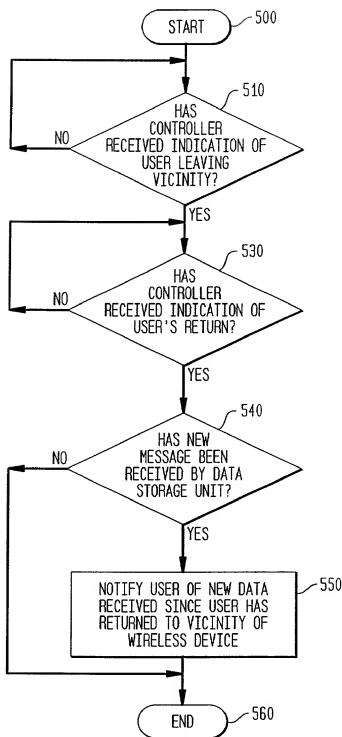 START
500
510
HAS
CONTROLLER
RECEIVED INDICATION OF
USER LEAVING
VICINITY?
NO
YES
530
HAS
CONTROLLER
RECEIVED INDICATION OF
USER'S RETURN?
NO
YES
540
HAS NEW
MESSAGE BEEN
RECEIVED BY DATA
STORAGE UNIT?
NO
YES
550
NOTIFY USER OF NEW DATA
RECEIVED SINCE USER HAS
RETURNED TO VICINITY OF
WIRELESS DEVICE
END
560